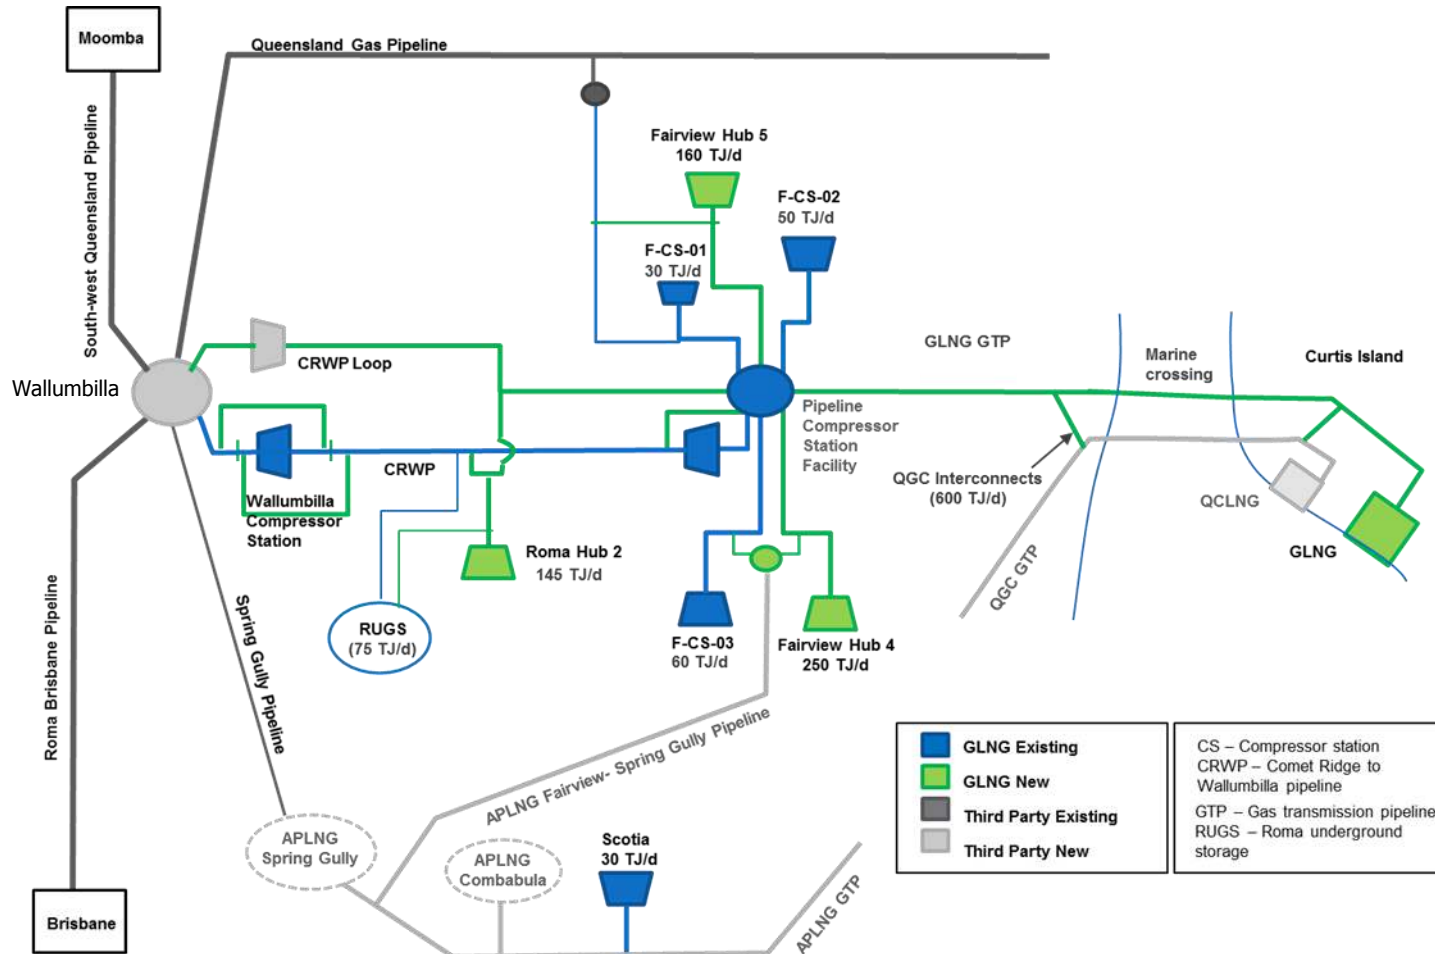 Moomba
Queensland Gas Pipeline
South-west Queensland Pipeline
Fairview Hub 5
160 TJ/d
F-CS-02
50 TJ/d
F-CS-01
30 TJ/d
GLNG GTP
Marine
crossing
Curtis Island
CRWP Loop
Wallumbilla
Pipeline
Compressor
Station
Facility
CRWP
QGC Interconnects
(600 TJ/d)
QCLNG
GLNG
Wallumbilla
Compressor
Station
Roma Hub 2
145 TJ/d
QGC GTP
RUGS
(75 TJ/d)
F-CS-03
60 TJ/d
Fairview Hub 4
250 TJ/d
Roma Brisbane Pipeline
Spring Gully Pipeline
APLNG Fairview- Spring Gully Pipeline
APLNG
Spring Gully
APLNG
Combabula
Scotia
30 TJ/d
APLNG GTP
Brisbane
GLNG Existing
GLNG New
Third Party Existing
Third Party New
CS – Compressor station
CRWP – Comet Ridge to
Wallumbilla pipeline
GTP – Gas transmission pipeline
RUGS – Roma underground
storage